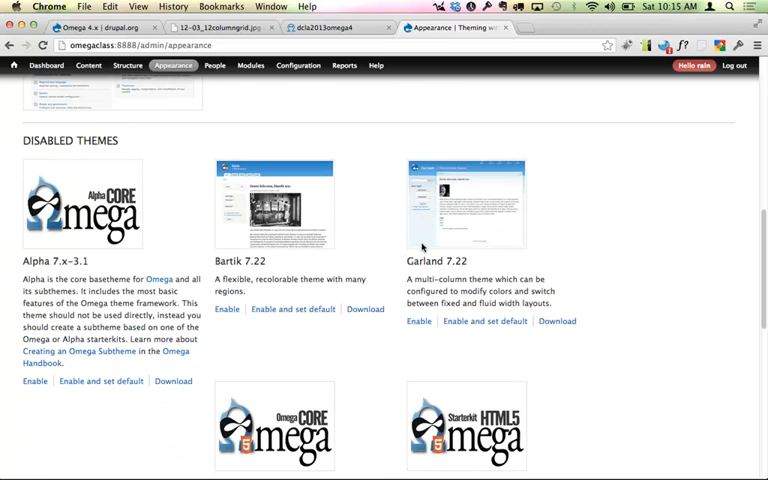 Chrome File Edit View History Bookmarks Window Help
Sat 10:15 AM
Omega 4.x | drupal.org
12-03_12columngrid.jpg
dcla2013omega4
Appearance | Theming wit
omegaclass:8888/admin/appearance
Dashboard Content Structure Appearance People Modules Configuration Reports Help
Hello rain Log out
DISABLED THEMES
Alpha CORE
mega
Alpha 7.x-3.1
Alpha is the core basetheme for Omega and all
its subthemes. It includes the most basic
features of the Omega theme framework. This
theme should not be used directly, instead you
should create a subtheme based on one of the
Omega or Alpha starterkits. Learn more about
Creating an Omega Subtheme in the Omega
Handbook.
Enable Enable and set default Download
Bartik 7.22
A flexible, recolorable theme with many
regions.
Enable Enable and set default Download
Garland 7.22
A multi-column theme which can be
configured to modify colors and switch
between fixed and fluid width layouts.
Enable Enable and set default Download
Omega CORE
5 mega
Starterkit HTML5
5 mega